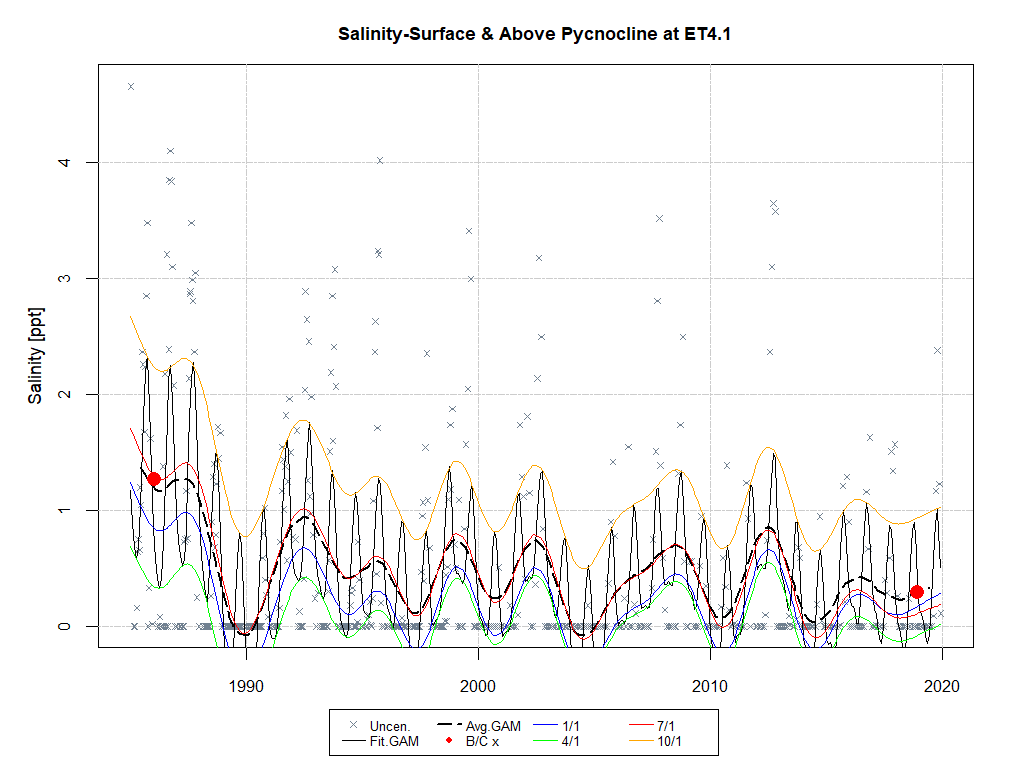 Salinity-Surface & Above Pycnocline at ET4.1
Salinity [ppt]
4
3
2
1
0
1990 2000 2010 2020
Uncen. Avg.GAM 1/1 7/1
Fit.GAM B/C x 4/1 10/1